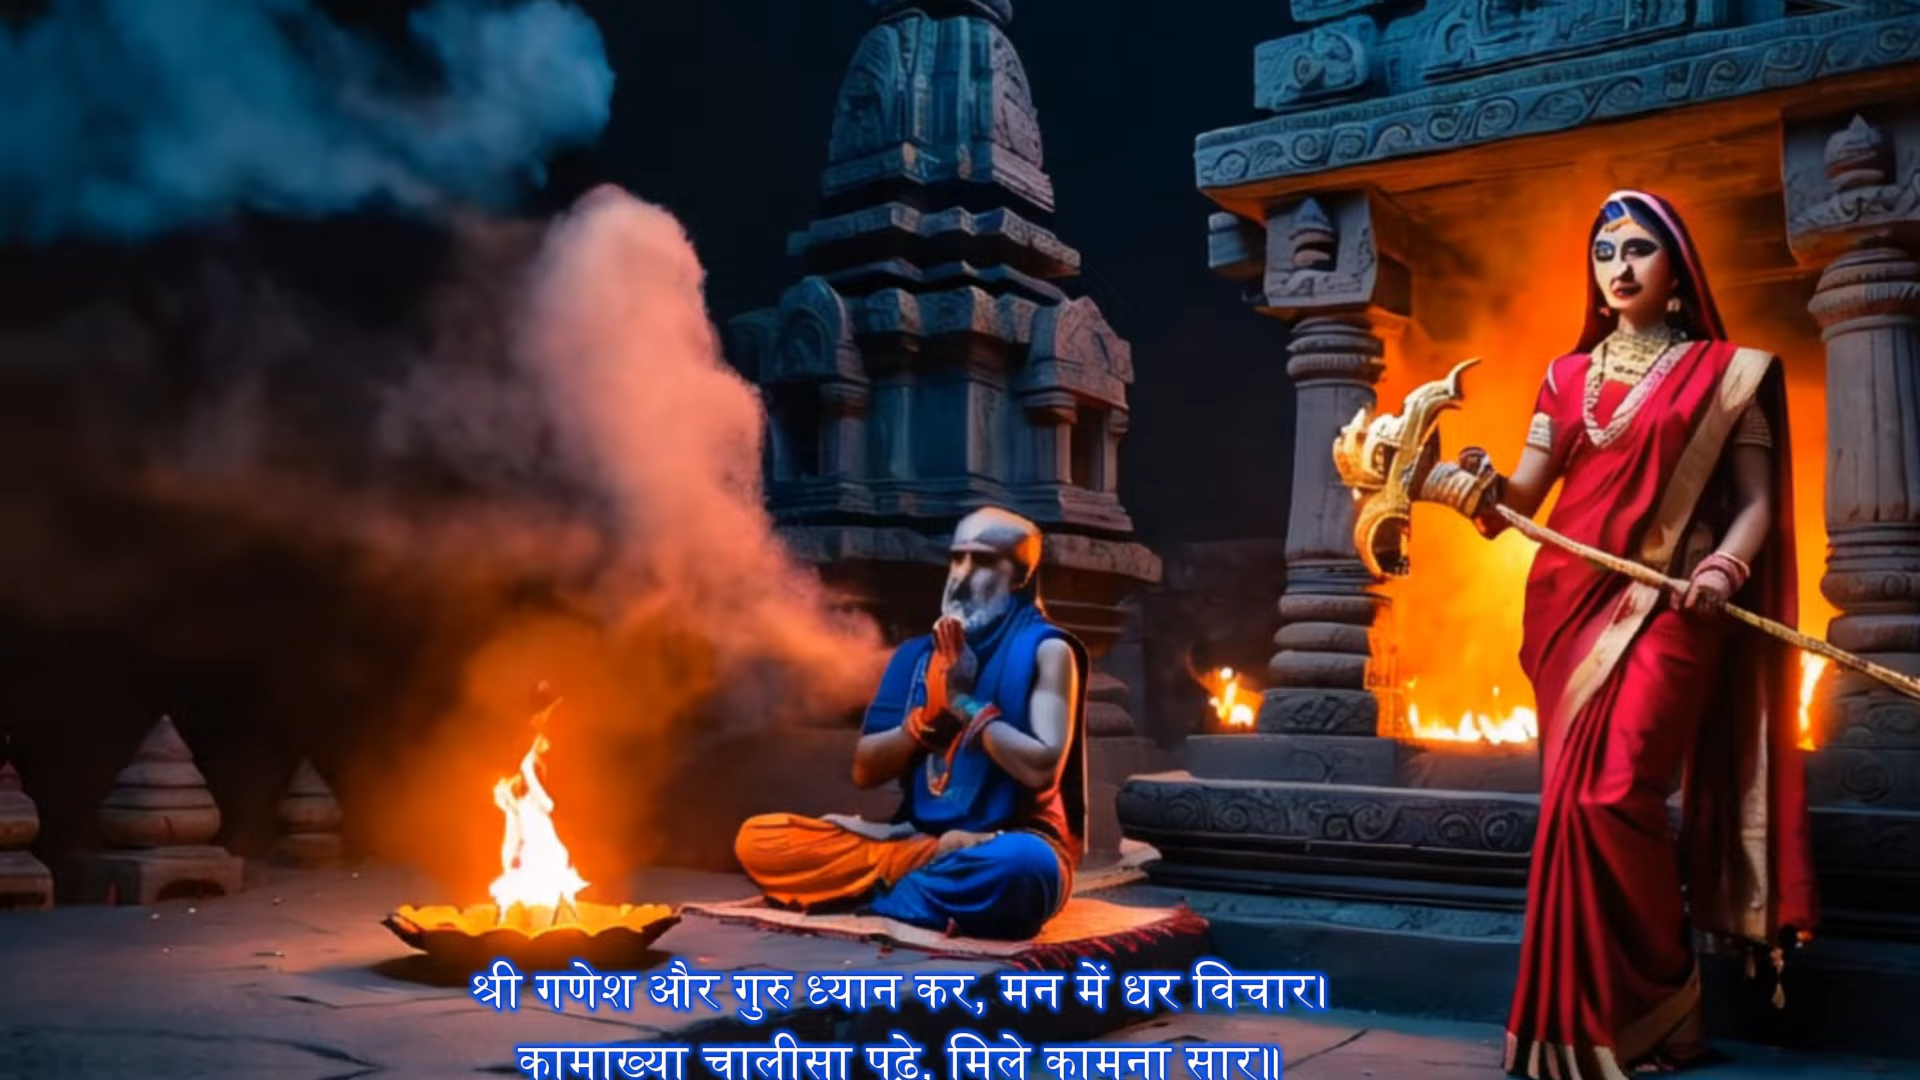 श्री गणेश और गुरु ध्यान कर, मन में धर विचार।
कामाख्या चालीसा पढ़े, मिले कामना सार॥